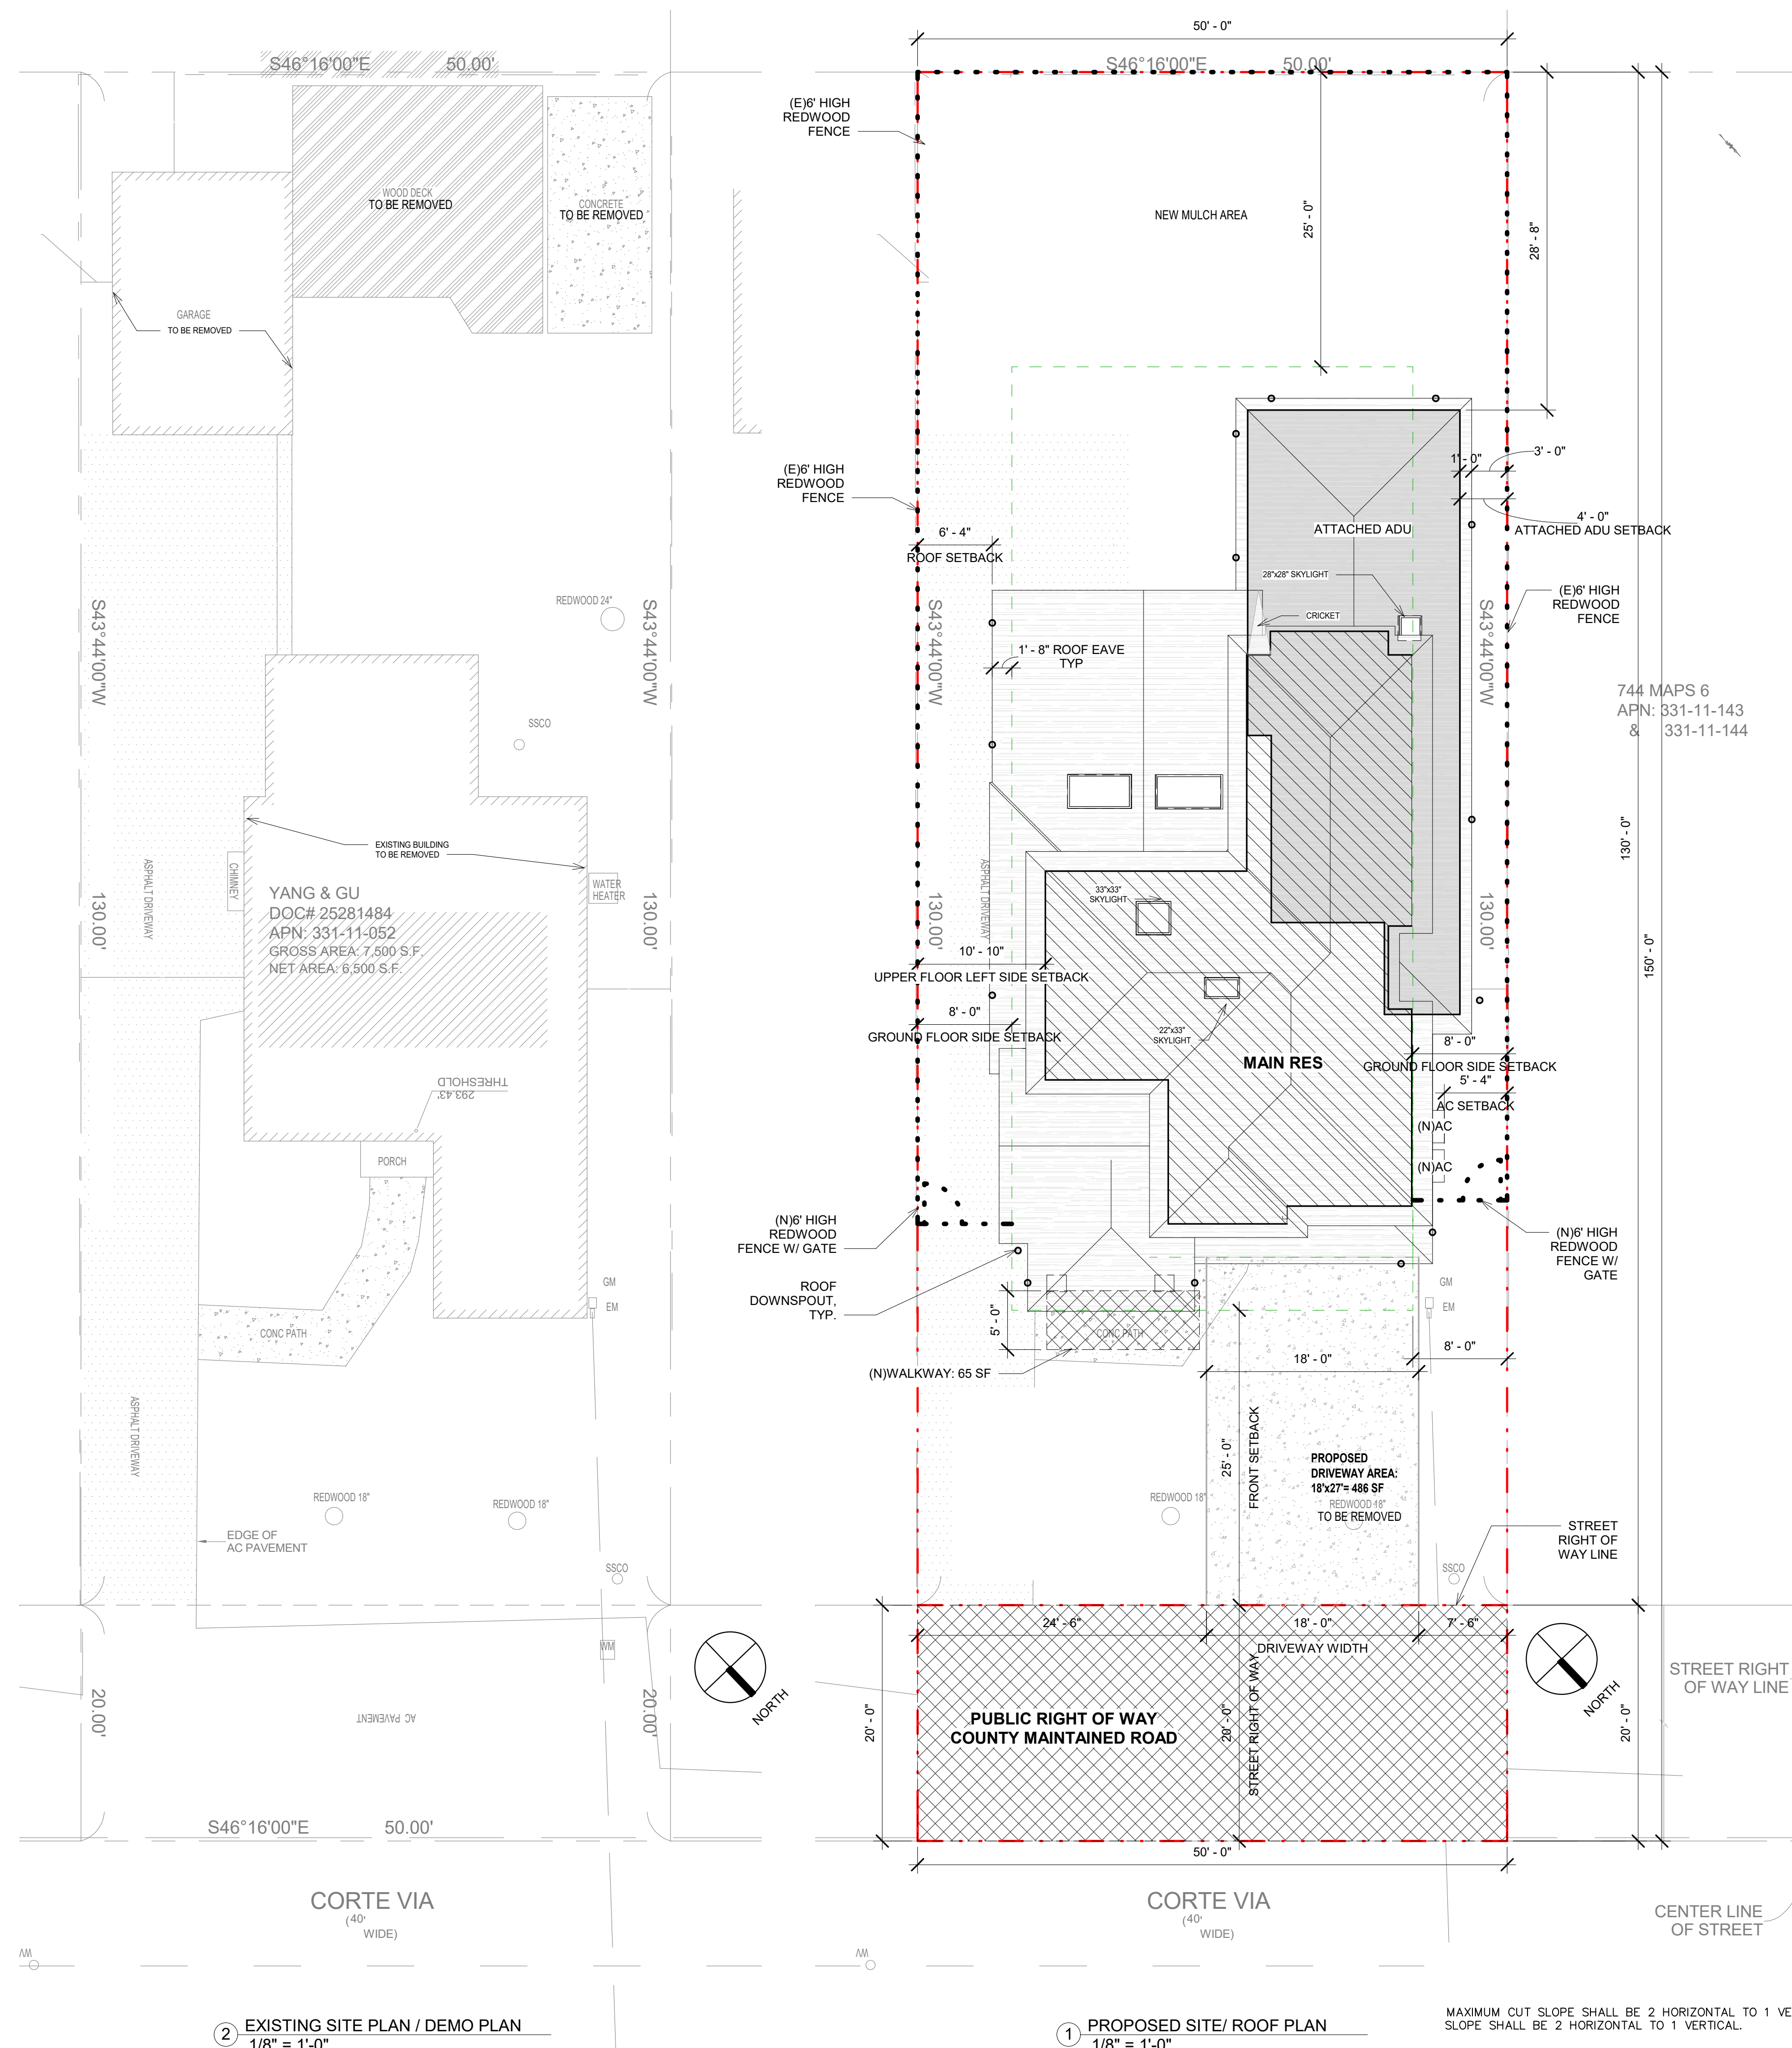 S46°16'00"E 50.00'
WOOD DECK
TO BE REMOVED
CONCRETE
TO BE REMOVED
GARAGE
TO BE REMOVED
REDWOOD 24"
S43°44'00"W
S43°44'00"W
SSCO
EXISTING BUILDING
TO BE REMOVED
ASPHALT DRIVEWAY
CHIMNEY
WATER
HEATER
130.00'
130.00'
YANG & GU
DOC# 25281484
APN: 331-11-052
GROSS AREA: 7,500 S.F.
NET AREA: 6,500 S.F.
THRESHOLD
293.43'
PORCH
GM
EM
CONC PATH
ASPHALT DRIVEWAY
REDWOOD 18"
REDWOOD 18"
EDGE OF
AC PAVEMENT
SSCO
WM
20.00'
20.00'
AC PAVEMENT
NORTH
S46°16'00"E 50.00'
CORTE VIA
(40'
WIDE)
WV
2 EXISTING SITE PLAN / DEMO PLAN
1/8" = 1'-0"
50' - 0"
S46°16'00"E 50.00'
(E)6' HIGH
REDWOOD
FENCE
NEW MULCH AREA
25' - 0"
28' - 8"
(E)6' HIGH
REDWOOD
FENCE
1' - 0"
3' - 0"
4' - 0"
ATTACHED ADU SETBACK
ATTACHED ADU
6' - 4"
ROOF SETBACK
28"x28" SKYLIGHT
CRICKET
(E)6' HIGH
REDWOOD
FENCE
S43°44'00"W
S43°44'00"W
1' - 8" ROOF EAVE
TYP
744 MAPS 6
APN: 331-11-143
& 331-11-144
130' - 0"
150' - 0"
ASPHALT DRIVEWAY
130.00'
130.00'
33"x33"
SKYLIGHT
10' - 10"
UPPER FLOOR LEFT SIDE SETBACK
8' - 0"
GROUND FLOOR SIDE SETBACK
22"x33"
SKYLIGHT
MAIN RES
8' - 0"
GROUND FLOOR SIDE SETBACK
5' - 4"
AC SETBACK
(N)AC
(N)AC
(N)6' HIGH
REDWOOD
FENCE W/ GATE
(N)6' HIGH
REDWOOD
FENCE W/
GATE
ROOF
DOWNSPOUT,
TYP.
GM
EM
5' - 0"
CONC PATH
(N)WALKWAY: 65 SF
8' - 0"
18' - 0"
25' - 0"
FRONT SETBACK
PROPOSED
DRIVEWAY AREA:
18'x27'= 486 SF
REDWOOD 18"
REDWOOD 18"
TO BE REMOVED
STREET
RIGHT OF
WAY LINE
SSCO
24' - 6"
18' - 0"
7' - 6"
DRIVEWAY WIDTH
20' - 0"
PUBLIC RIGHT OF WAY
COUNTY MAINTAINED ROAD
20' - 0"
STREET RIGHT OF WAY
NORTH
20' - 0"
STREET RIGHT
OF WAY LINE
50' - 0"
CORTE VIA
(40'
WIDE)
WV
CENTER LINE
OF STREET
1 PROPOSED SITE/ ROOF PLAN
1/8" = 1'-0"
MAXIMUM CUT SLOPE SHALL BE 2 HORIZONTAL TO 1 VE
SLOPE SHALL BE 2 HORIZONTAL TO 1 VERTICAL.